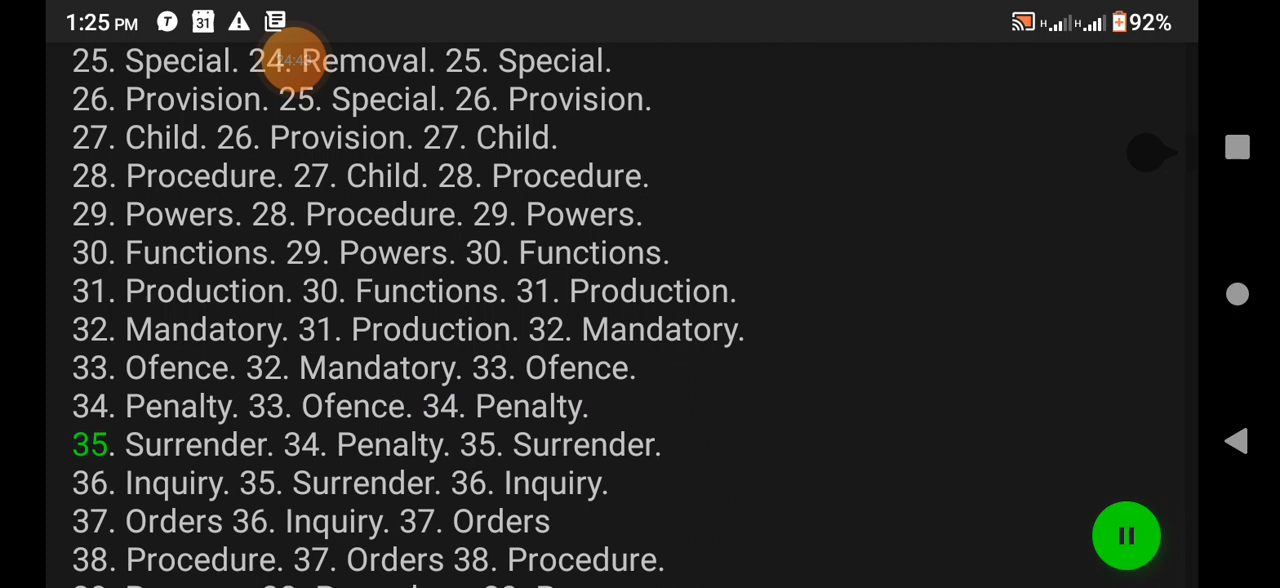 1:25 PM T 31 H H 92%
25. Special. 24. Removal. 25. Special.
26. Provision. 25. Special. 26. Provision.
27. Child. 26. Provision. 27. Child.
28. Procedure. 27. Child. 28. Procedure.
29. Powers. 28. Procedure. 29. Powers.
30. Functions. 29. Powers. 30. Functions.
31. Production. 30. Functions. 31. Production.
32. Mandatory. 31. Production. 32. Mandatory.
33. Ofence. 32. Mandatory. 33. Ofence.
34. Penalty. 33. Ofence. 34. Penalty.
35. Surrender. 34. Penalty. 35. Surrender.
36. Inquiry. 35. Surrender. 36. Inquiry.
37. Orders 36. Inquiry. 37. Orders
38. Procedure. 37. Orders 38. Procedure.